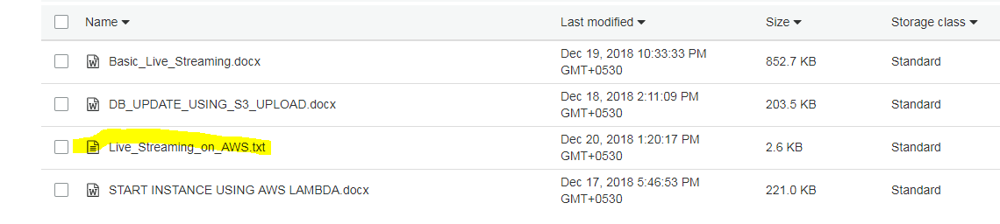 Name Last modified Size Storage class
Basic_Live_Streaming.docx Dec 19, 2018 10:33:33 PM GMT+0530 852.7 KB Standard
DB_UPDATE_USING_S3_UPLOAD.docx Dec 18, 2018 2:11:09 PM GMT+0530 203.5 KB Standard
Live_Streaming_on_AWS.txt Dec 20, 2018 1:20:17 PM GMT+0530 2.6 KB Standard
START INSTANCE USING AWS LAMBDA.docx Dec 17, 2018 5:46:53 PM GMT+0530 221.0 KB Standard